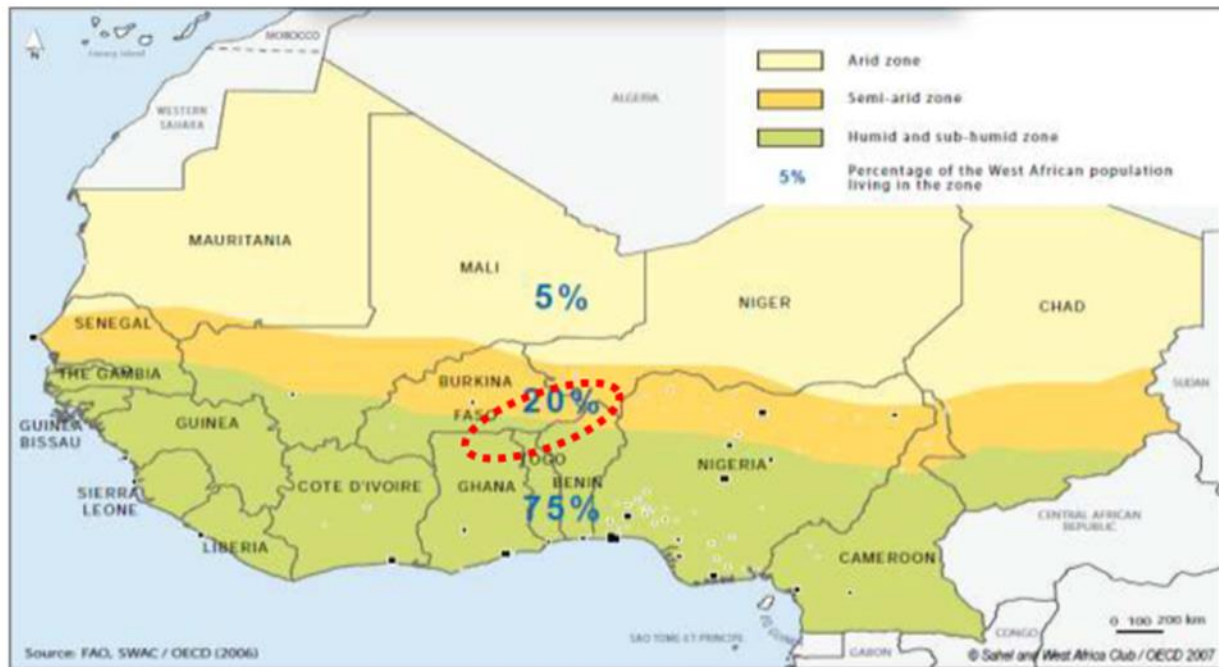 N
Canary Island
MOROCCO
WESTERN
SAHARA
ALGERIA
Arid zone
Semi-arid zone
Humid and sub-humid zone
5%
Percentage of the West African population
living in the zone
MAURITANIA
MALI
5%
NIGER
CHAD
SENEGAL
THE GAMBIA
BURKINA
FASO
20%
SUDAN
GUINEA
BISSAU
GUINEA
SIERRA
LEONE
LIBERIA
COTE D'IVOIRE
GHANA
TOGO
BENIN
75%
NIGERIA
CENTRAL AFRICAN
REPUBLIC
CAMEROON
SAO TOME ET PRINCIPE
GABON
CONGO
0 100 200 km
Source: FAO, SWAC / OECD (2006)
© Sahel and West Africa Club / OECD 2007